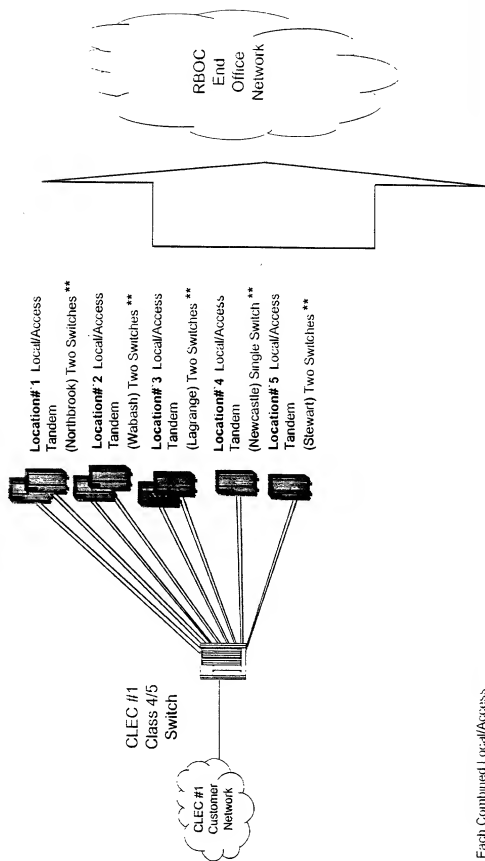 RBOC
End
Office
Network
Location# 1 Local/Access
Tandem
(Northbrook) Two Switches **
Location# 2 Local/Access
Tandem
(Wabash) Two Switches **
Location# 3 Local/Access
Tandem
(Lagrange) Two Switches **
Location# 4 Local/Access
Tandem
(Newcastle) Single Switch **
Location# 5 Local/Access
Tandem
(Stewart) Two Switches **
CLEC #1
Class 4/5
Switch
CLEC #1
Customer
Network
Each Combined Local/Access